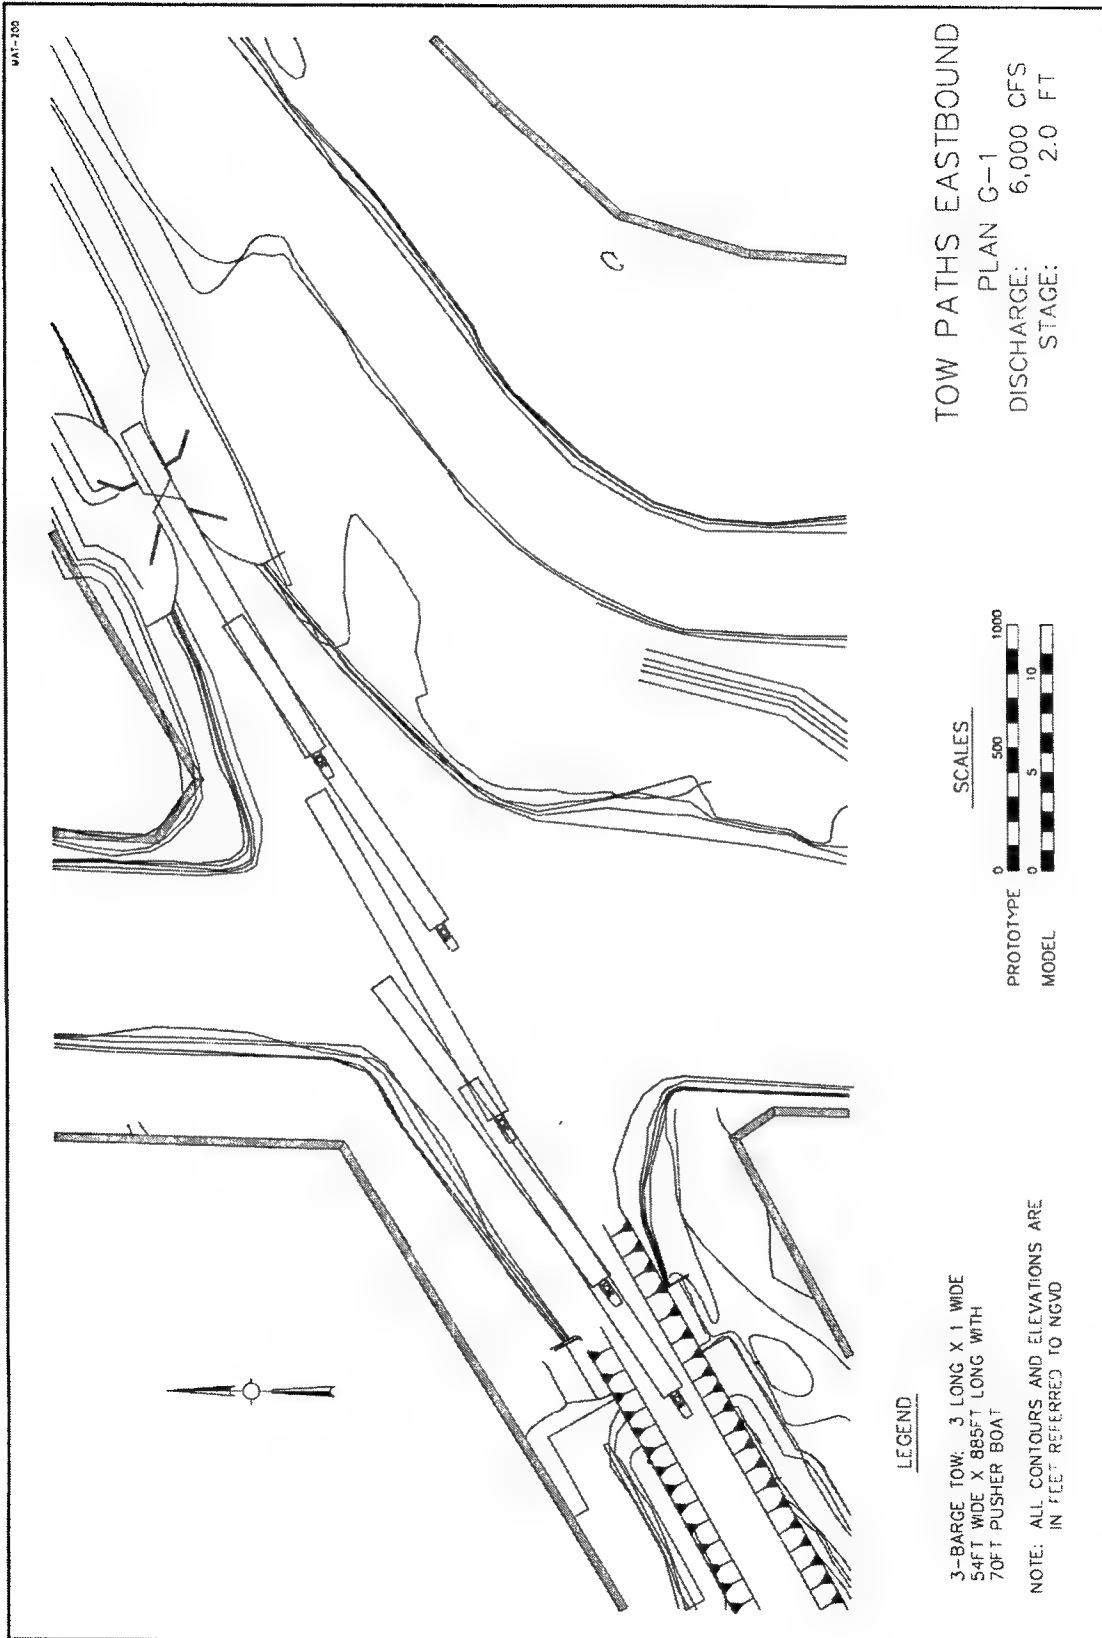 MAT-200
TOW PATHS EASTBOUND
PLAN G-1
DISCHARGE: 6,000 CFS
STAGE: 2.0 FT
SCALES
PROTOTYPE 0 500 1000
MODEL 0 5 10
LEGEND
3-BARGE TOW: 3 LONG X 1 WIDE
54FT WIDE X 885FT LONG WITH
70FT PUSHER BOAT
NOTE: ALL CONTOURS AND ELEVATIONS ARE
IN FEET REFERRED TO NGVD